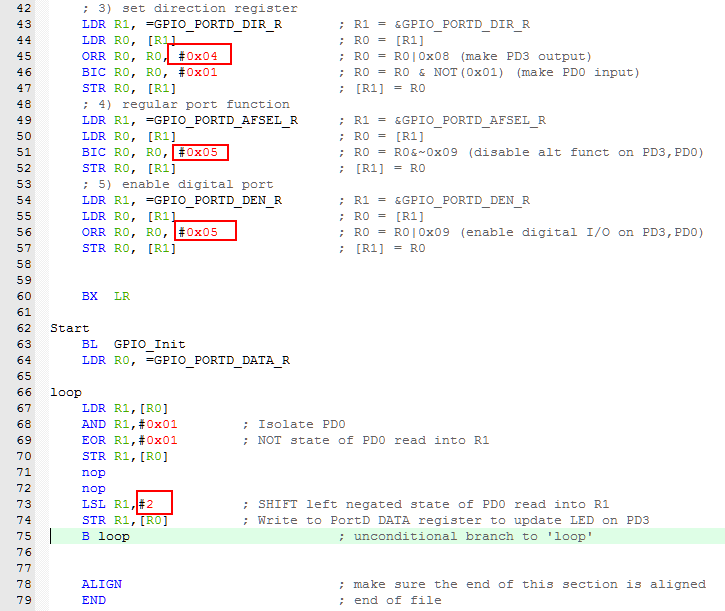 42 ; 3) set direction register
43 LDR R1, =GPIO_PORTD_DIR_R ; R1 = &GPIO_PORTD_DIR_R
44 LDR R0, [R1] ; R0 = [R1]
45 ORR R0, R0, #0x04 ; R0 = R0|0x08 (make PD3 output)
46 BIC R0, R0, #0x01 ; R0 = R0 & NOT(0x01) (make PD0 input)
47 STR R0, [R1] ; [R1] = R0
48 ; 4) regular port function
49 LDR R1, =GPIO_PORTD_AFSEL_R ; R1 = &GPIO_PORTD_AFSEL_R
50 LDR R0, [R1] ; R0 = [R1]
51 BIC R0, R0, #0x05 ; R0 = R0&~0x09 (disable alt funct on PD3,PD0)
52 STR R0, [R1] ; [R1] = R0
53 ; 5) enable digital port
54 LDR R1, =GPIO_PORTD_DEN_R ; R1 = &GPIO_PORTD_DEN_R
55 LDR R0, [R1] ; R0 = [R1]
56 ORR R0, R0, #0x05 ; R0 = R0|0x09 (enable digital I/O on PD3,PD0)
57 STR R0, [R1] ; [R1] = R0
58
59
60 BX LR
61
62 Start
63 BL GPIO_Init
64 LDR R0, =GPIO_PORTD_DATA_R
65
66 loop
67 LDR R1,[R0]
68 AND R1,#0x01 ; Isolate PD0
69 EOR R1,#0x01 ; NOT state of PD0 read into R1
70 STR R1,[R0]
71 nop
72 nop
73 LSL R1,#2 ; SHIFT left negated state of PD0 read into R1
74 STR R1,[R0] ; Write to PortD DATA register to update LED on PD3
75 B loop ; unconditional branch to 'loop'
76
77
78 ALIGN ; make sure the end of this section is aligned
79 END ; end of file